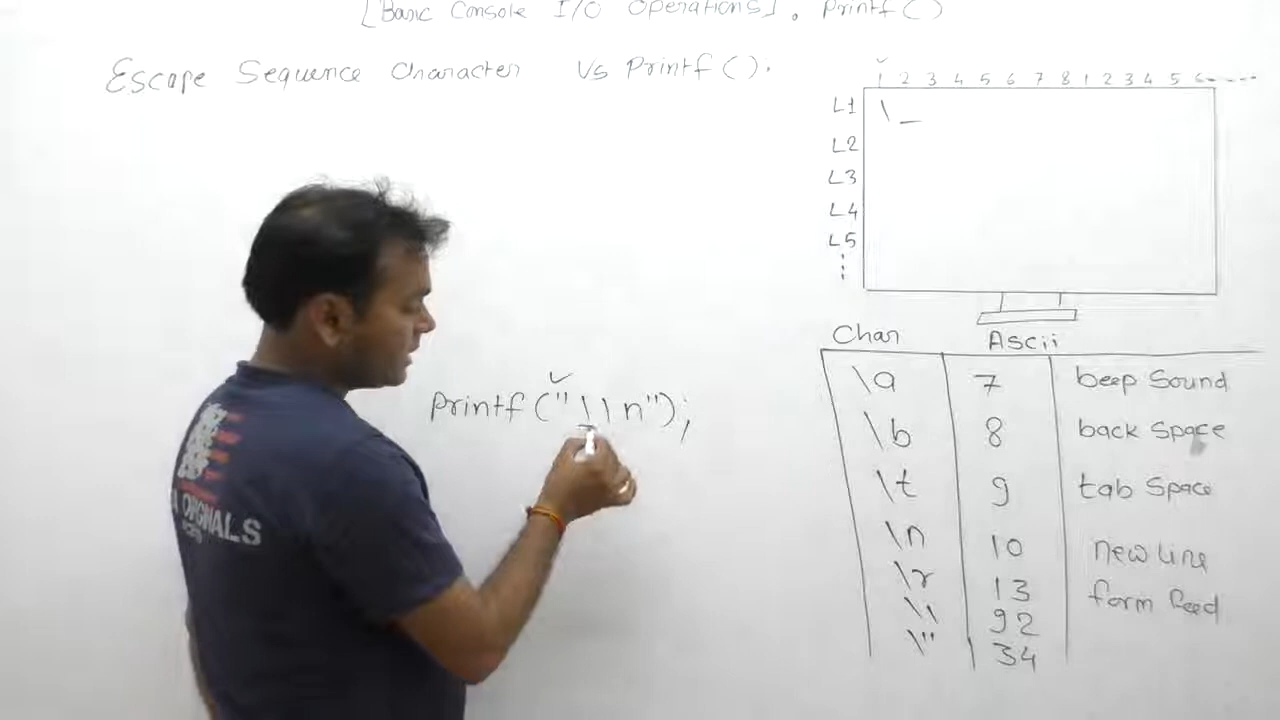 [Basic Console I/O Operations]. Printf()
Escape Sequence Character Vs Printf():
1 2 3 4 5 6 7 8 1 2 3 4 5 6-----
L1 \_
L2
L3
L4
L5
printf("\\n");
Char Ascii
\a 7 beep Sound
\b 8 back Space
\t 9 tab Space
\n 10 new line
\r 13 form feed
\\ 92
\" 34
ORIGINALS